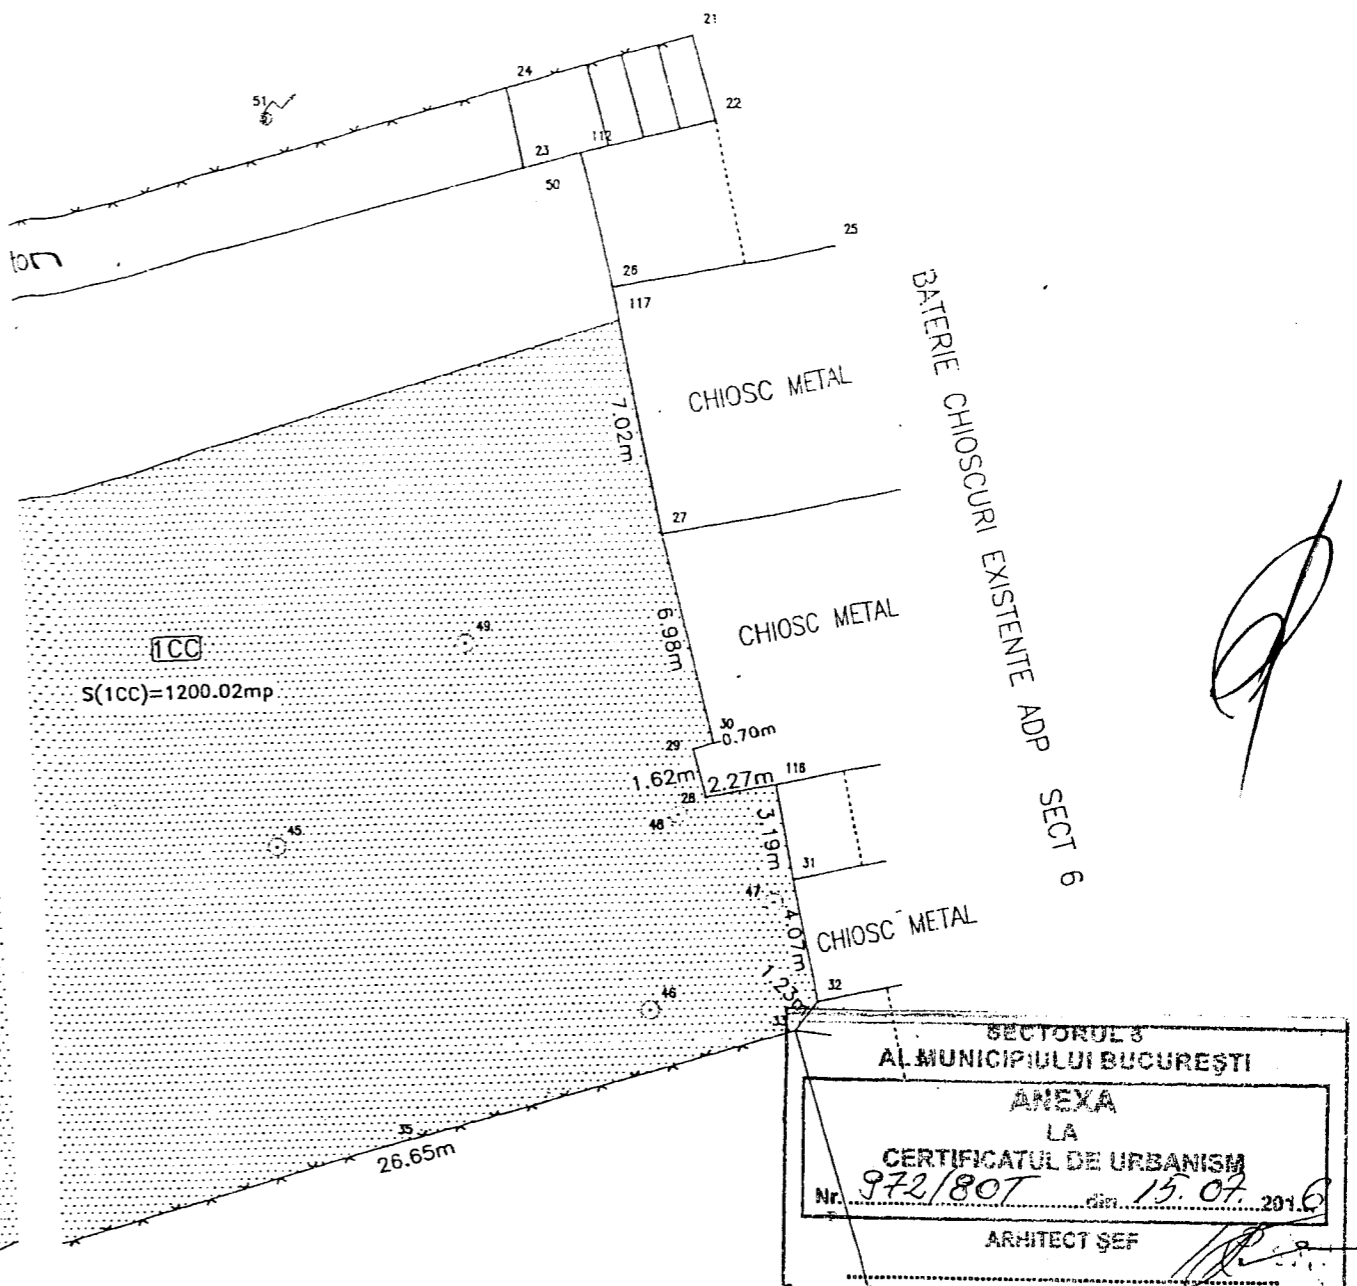 21
24
51
22
112
23
50
25
26
117
CHIOSC METAL
7.02m
BATERIE CHIOSCURI EXISTENTE ADP SECT 6
27
6.98m
CHIOSC METAL
49
1CC
S(1CC)=1200.02mp
30
0.70m
29
1.62m
2.27m
118
28
48
3.19m
45
31
47
4.07m
CHIOSC METAL
1.23m
32
46
33
35
26.65m
SECTORUL 6
AL MUNICIPIULUI BUCUREŞTI
ANEXA
LA
CERTIFICATUL DE URBANISM
Nr. 972/80T din 15.07.2016
ARHITECT ŞEF